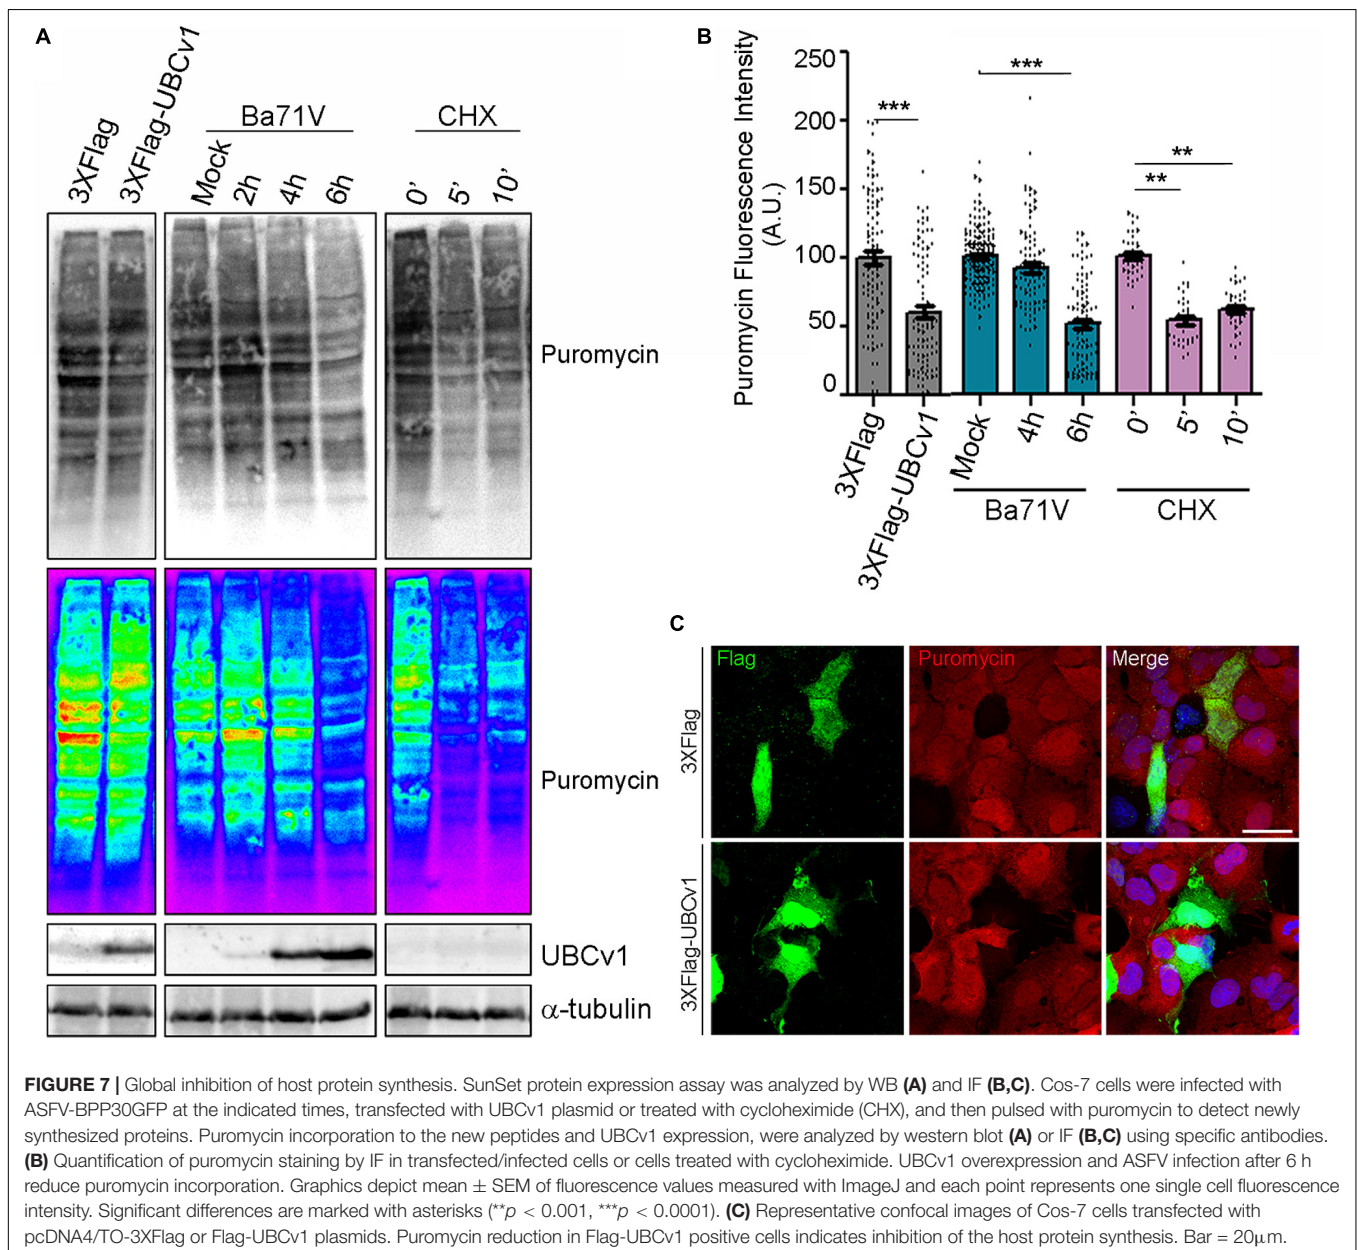 A
3XFlag
3XFlag-UBCv1
Ba71V
Mock
2h
4h
6h
CHX
0'
5'
10'
Puromycin
Puromycin
UBCv1
α-tubulin
B
Puromycin Fluorescence Intensity
(A.U.)
250
200
150
100
50
0
***
***
**
**
3XFlag
3XFlag-UBCv1
Mock
4h
6h
0'
5'
10'
Ba71V
CHX
C
Flag
Puromycin
Merge
3XFlag
3XFlag-UBCv1
FIGURE 7 | Global inhibition of host protein synthesis. SunSet protein expression assay was analyzed by WB (A) and IF (B,C). Cos-7 cells were infected with
ASFV-BPP30GFP at the indicated times, transfected with UBCv1 plasmid or treated with cycloheximide (CHX), and then pulsed with puromycin to detect newly
synthesized proteins. Puromycin incorporation to the new peptides and UBCv1 expression, were analyzed by western blot (A) or IF (B,C) using specific antibodies.
(B) Quantification of puromycin staining by IF in transfected/infected cells or cells treated with cycloheximide. UBCv1 overexpression and ASFV infection after 6 h
reduce puromycin incorporation. Graphics depict mean ± SEM of fluorescence values measured with ImageJ and each point represents one single cell fluorescence
intensity. Significant differences are marked with asterisks (**p < 0.001, ***p < 0.0001). (C) Representative confocal images of Cos-7 cells transfected with
pcDNA4/TO-3XFlag or Flag-UBCv1 plasmids. Puromycin reduction in Flag-UBCv1 positive cells indicates inhibition of the host protein synthesis. Bar = 20μm.